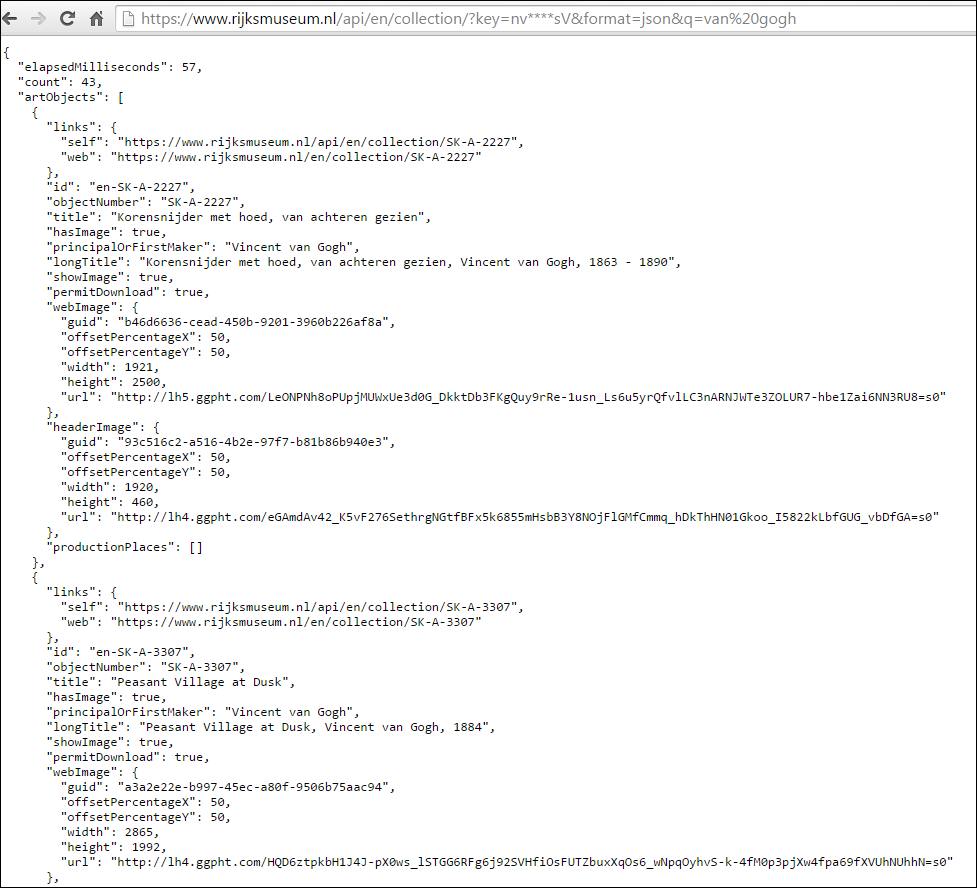 https://www.rijksmuseum.nl/api/en/collection/?key=nv****sV&format=json&q=van%20gogh
{
  "elapsedMilliseconds": 57,
  "count": 43,
  "artObjects": [
    {
      "links": {
        "self": "https://www.rijksmuseum.nl/api/en/collection/SK-A-2227",
        "web": "https://www.rijksmuseum.nl/en/collection/SK-A-2227"
      },
      "id": "en-SK-A-2227",
      "objectNumber": "SK-A-2227",
      "title": "Korensnijder met hoed, van achteren gezien",
      "hasImage": true,
      "principalOrFirstMaker": "Vincent van Gogh",
      "longTitle": "Korensnijder met hoed, van achteren gezien, Vincent van Gogh, 1863 - 1890",
      "showImage": true,
      "permitDownload": true,
      "webImage": {
        "guid": "b46d6636-cead-450b-9201-3960b226af8a",
        "offsetPercentageX": 50,
        "offsetPercentageY": 50,
        "width": 1921,
        "height": 2500,
        "url": "http://lh5.ggpht.com/LeONPNh8oPUpjMUWxUe3d0G_DkktDb3FKgQuy9rRe-1usn_Ls6u5yrQfvlLC3nARNJWTe3ZOLUR7-hbe1Zai6NN3RU8=s0"
      },
      "headerImage": {
        "guid": "93c516c2-a516-4b2e-97f7-b81b86b940e3",
        "offsetPercentageX": 50,
        "offsetPercentageY": 50,
        "width": 1920,
        "height": 460,
        "url": "http://lh4.ggpht.com/eGAmdAv42_K5vF276SethrgNGtfBFx5k6855mHsbB3Y8NOjFlGMfCmmq_hDkThHN01Gkoo_I5822kLbfGUG_vbDfGA=s0"
      },
      "productionPlaces": []
    },
    {
      "links": {
        "self": "https://www.rijksmuseum.nl/api/en/collection/SK-A-3307",
        "web": "https://www.rijksmuseum.nl/en/collection/SK-A-3307"
      },
      "id": "en-SK-A-3307",
      "objectNumber": "SK-A-3307",
      "title": "Peasant Village at Dusk",
      "hasImage": true,
      "principalOrFirstMaker": "Vincent van Gogh",
      "longTitle": "Peasant Village at Dusk, Vincent van Gogh, 1884",
      "showImage": true,
      "permitDownload": true,
      "webImage": {
        "guid": "a3a2e22e-b997-45ec-a80f-9506b75aac94",
        "offsetPercentageX": 50,
        "offsetPercentageY": 50,
        "width": 2865,
        "height": 1992,
        "url": "http://lh4.ggpht.com/HQD6ztpkbH1J4J-pX0ws_lSTGG6RFg6j92SVHfiOsFUTZbuxXqOs6_wNpqOyhvS-k-4fM0p3pjXw4fpa69fXVUhNUhhN=s0"
      },